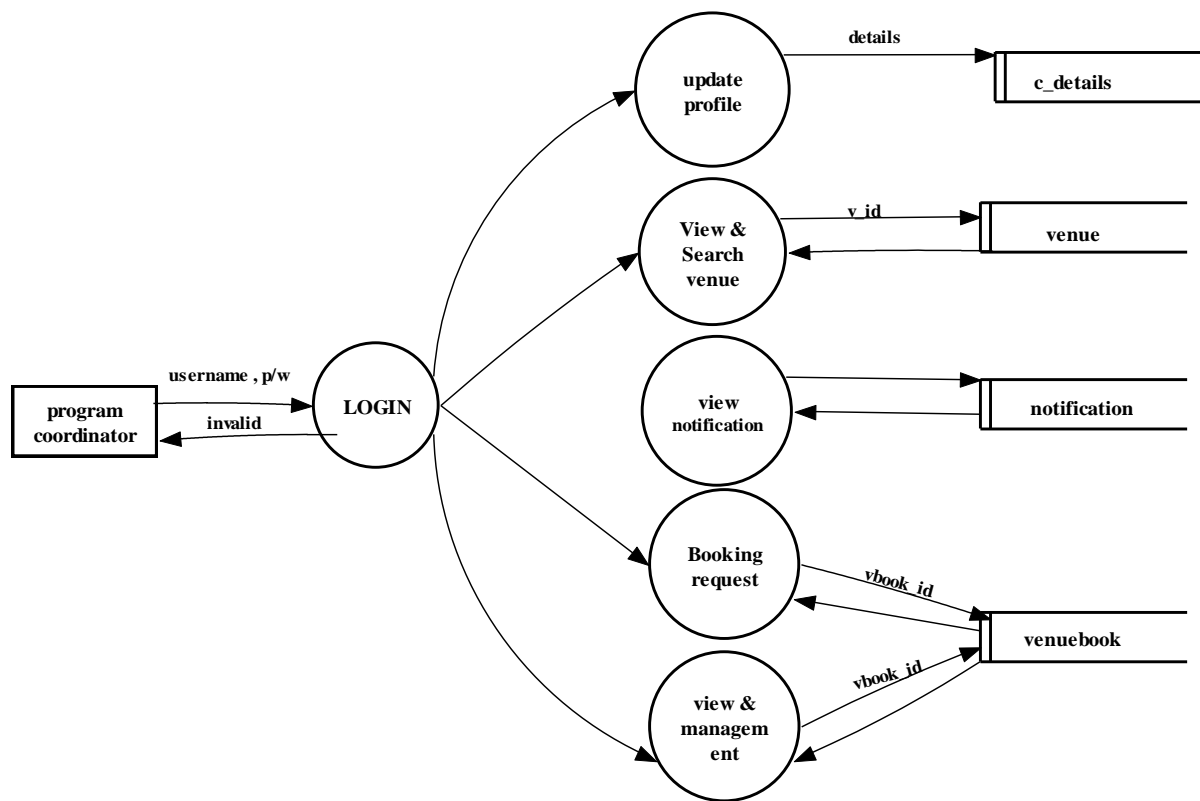 program
coordinator
username , p/w
invalid
LOGIN
update
profile
details
c_details
View &
Search
venue
v_id
venue
view
notification
notification
Booking
request
vbook_id
venuebook
view &
managem
ent
vbook_id